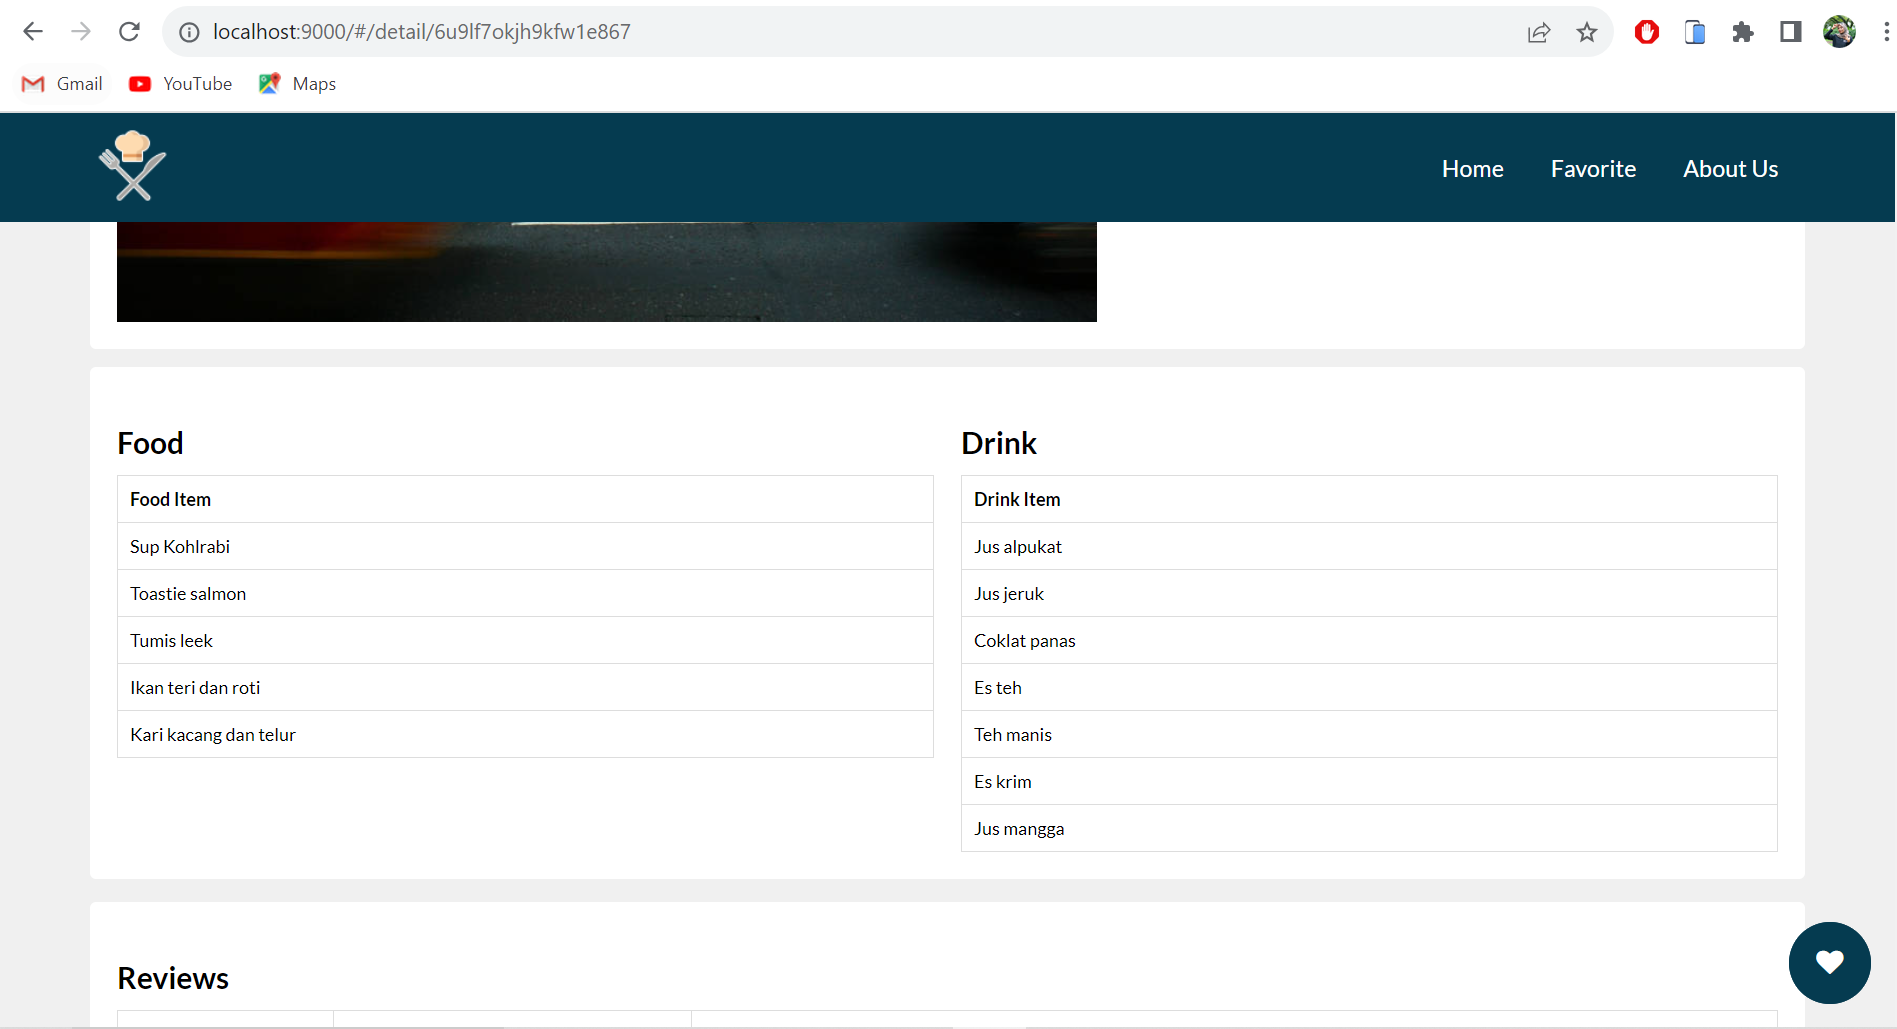 localhost:9000/#/detail/6u9lf7okjh9kfw1e867
Gmail YouTube Maps
Home Favorite About Us
Food
Food Item
Sup Kohlrabi
Toastie salmon
Tumis leek
Ikan teri dan roti
Kari kacang dan telur
Drink
Drink Item
Jus alpukat
Jus jeruk
Coklat panas
Es teh
Teh manis
Es krim
Jus mangga
Reviews